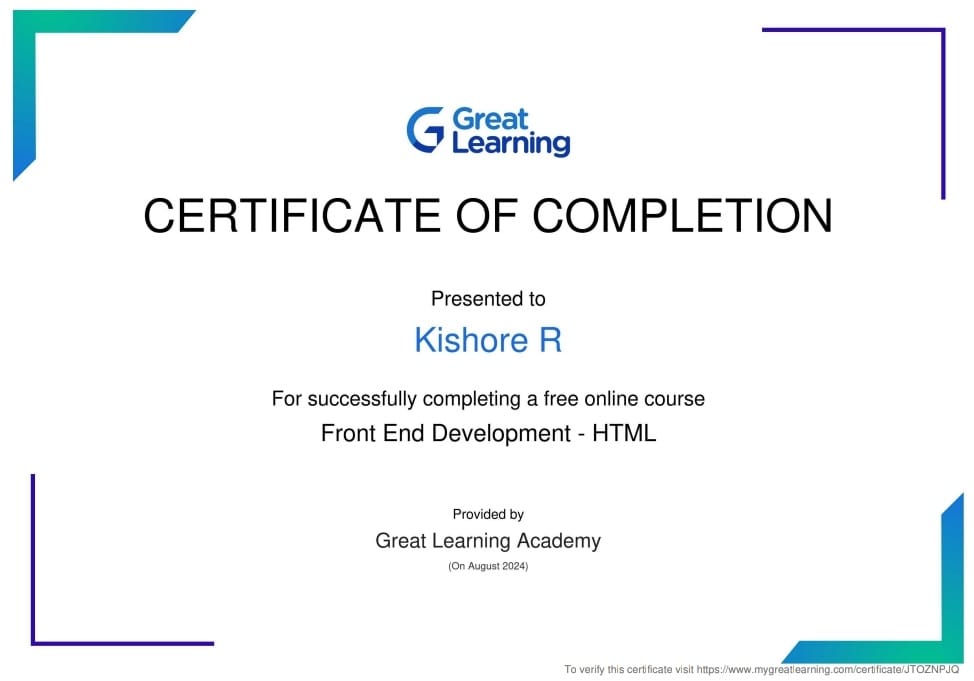 Great
Learning
CERTIFICATE OF COMPLETION
Presented to
Kishore R
For successfully completing a free online course
Front End Development - HTML
Provided by
Great Learning Academy
(On August 2024)
To verify this certificate visit https://www.mygreatlearning.com/certificate/JTOZNPJQ